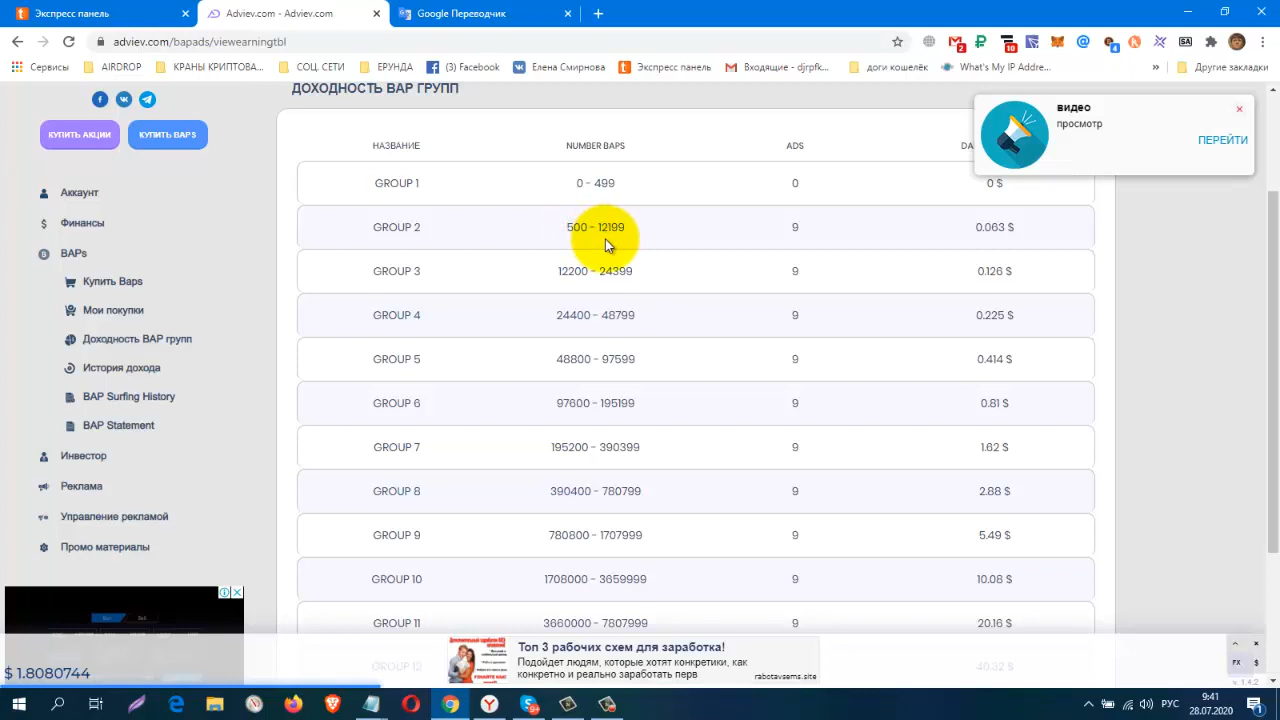 Экспресс панель
Adviev.com - Adviev.com
Google Переводчик
adviev.com/bapads/viewearningtbl
Сервисы
AIRDROP
КРАНЫ КРИПТОВА...
СОЦ. СЕТИ
ЕРУНДА
(3) Facebook
Елена Смирнова
Экспресс панель
Входящие - djrpfk...
доги кошелёк
What's My IP Addre...
Другие закладки
КУПИТЬ АКЦИИ
КУПИТЬ BAPS
Аккаунт
Финансы
BAPs
Купить Baps
Мои покупки
Доходность BAP групп
История дохода
BAP Surfing History
BAP Statement
Инвестор
Реклама
Управление рекламой
Промо материалы
$ 1.8080744
ДОХОДНОСТЬ BAP ГРУПП
НАЗВАНИЕ NUMBER BAPS ADS DA
GROUP 1 0 - 499 0 0 $
GROUP 2 500 - 12199 9 0.063 $
GROUP 3 12200 - 24399 9 0.126 $
GROUP 4 24400 - 48799 9 0.225 $
GROUP 5 48800 - 97599 9 0.414 $
GROUP 6 97600 - 195199 9 0.81 $
GROUP 7 195200 - 390399 9 1.62 $
GROUP 8 390400 - 780799 9 2.88 $
GROUP 9 780800 - 1707999 9 5.49 $
GROUP 10 1708000 - 3659999 9 10.08 $
GROUP 11 3660000 - 7807999 9 20.16 $
GROUP 12 40.32 $
видео
просмотр
ПЕРЕЙТИ
Топ 3 рабочих схем для заработка!
Подойдет людям, которые хотят конкретики, как
конкретно и реально заработать перв
rabotavsems.site
PX $
v. 1.4.2
РУС
9:41
28.07.2020